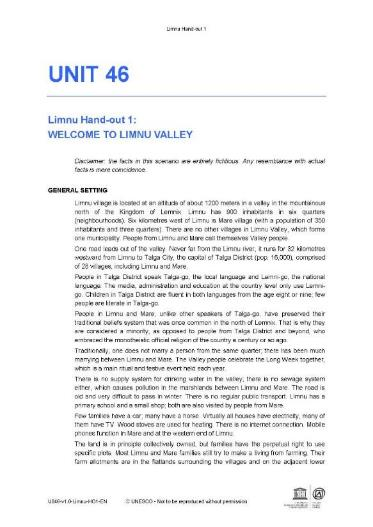 Limnu Hand-out 1
UNIT 46
Limnu Hand-out 1:
WELCOME TO LIMNU VALLEY
Disclaimer: the facts in this scenario are entirely fictitious. Any resemblance with actual
facts is mere coincidence.
GENERAL SETTING
Limnu village is located at an altitude of about 1200 meters in a valley in the mountainous
north of the Kingdom of Lemnik. Limnu has 900 inhabitants in six quarters
(neighbourhoods). Six kilometres west of Limnu is Mare village (with a population of 350
inhabitants and three quarters). There are no other villages in Limnu Valley, which forms
one municipality. People from Limnu and Mare call themselves Valley people.
One road leads out of the valley. Never far from the Limnu river, it runs for 32 kilometres
westward from Limnu to Talga City, the capital of Talga District (pop. 16,000), comprised
of 28 villages, including Limnu and Mare.
People in Talga District speak Talga-go, the local language and Lemni-go, the national
language. The media, administration and education at the country level only use Lemni-
go. Children in Talga District are fluent in both languages from the age eight or nine; few
people are literate in Talga-go.
People in Limnu and Mare, unlike other speakers of Talga-go, have preserved their
traditional beliefs system that was once common in the north of Lemnik. That is why they
are considered a minority, as opposed to people from Talga District and beyond, who
embraced the monotheistic official religion of the country a century or so ago.
Traditionally, one does not marry a person from the same quarter; there has been much
marrying between Limnu and Mare. The Valley people celebrate the Long Week together,
which is a main ritual and festive event held each year.
There is no supply system for drinking water in the valley; there is no sewage system
either, which causes pollution in the marshlands between Limnu and Mare. The road is
old and very difficult to pass in winter. There is no regular public transport. Limnu has a
primary school and a small shop; both are also visited by people from Mare.
Few families have a car; many have a horse. Virtually all houses have electricity, many of
them have TV. Wood stoves are used for heating. There is no internet connection. Mobile
phones function in Mare and at the western end of Limnu.
The land is in principle collectively owned, but families have the perpetual right to use
specific plots. Most Limnu and Mare families still try to make a living from farming. Their
farm allotments are in the flatlands surrounding the villages and on the adjacent lower
U046-v1.0-Limnu-HO1-EN © UNESCO - Not to be reproduced without permission